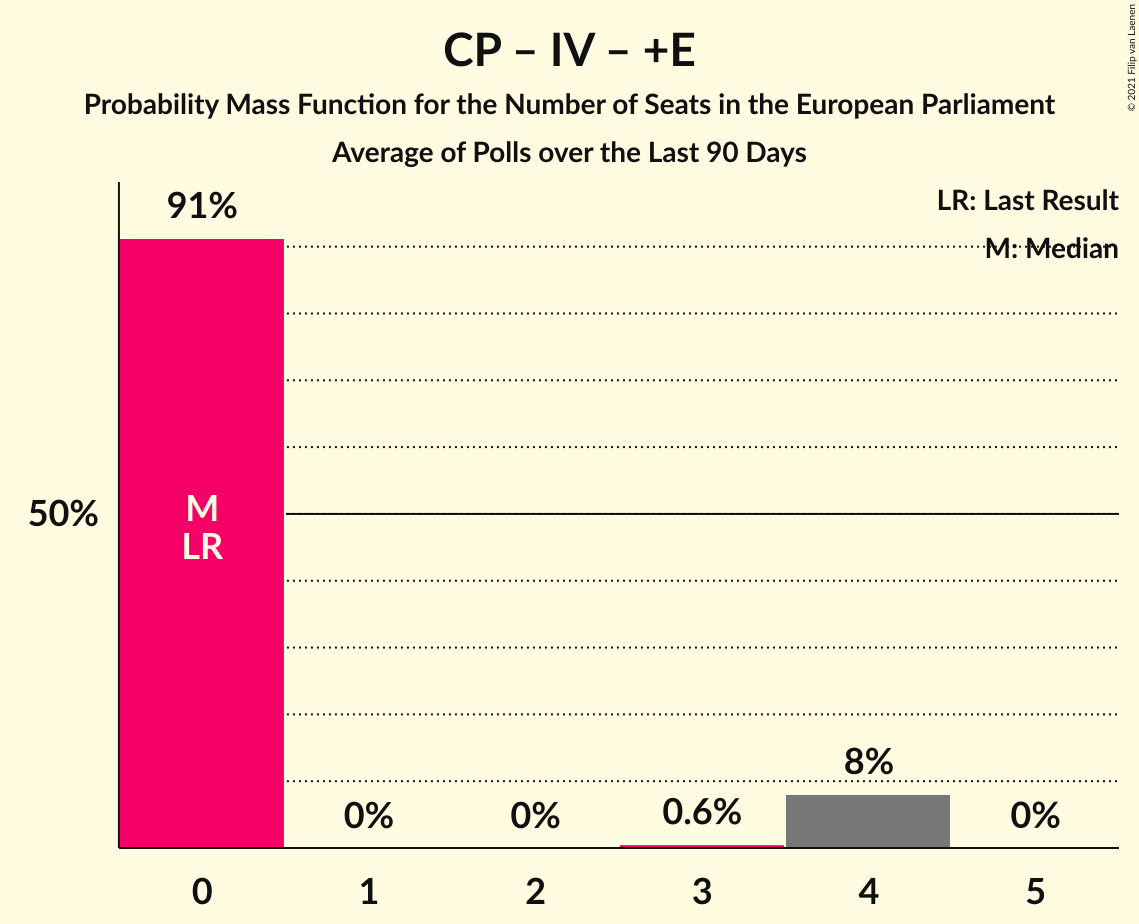 CP – IV – +E
Probability Mass Function for the Number of Seats in the European Parliament
Average of Polls over the Last 90 Days
© 2021 Filip van Laenen
LR: Last Result
M: Median
91%
50%
M
LR
0%
0%
0.6%
8%
0%
0
1
2
3
4
5